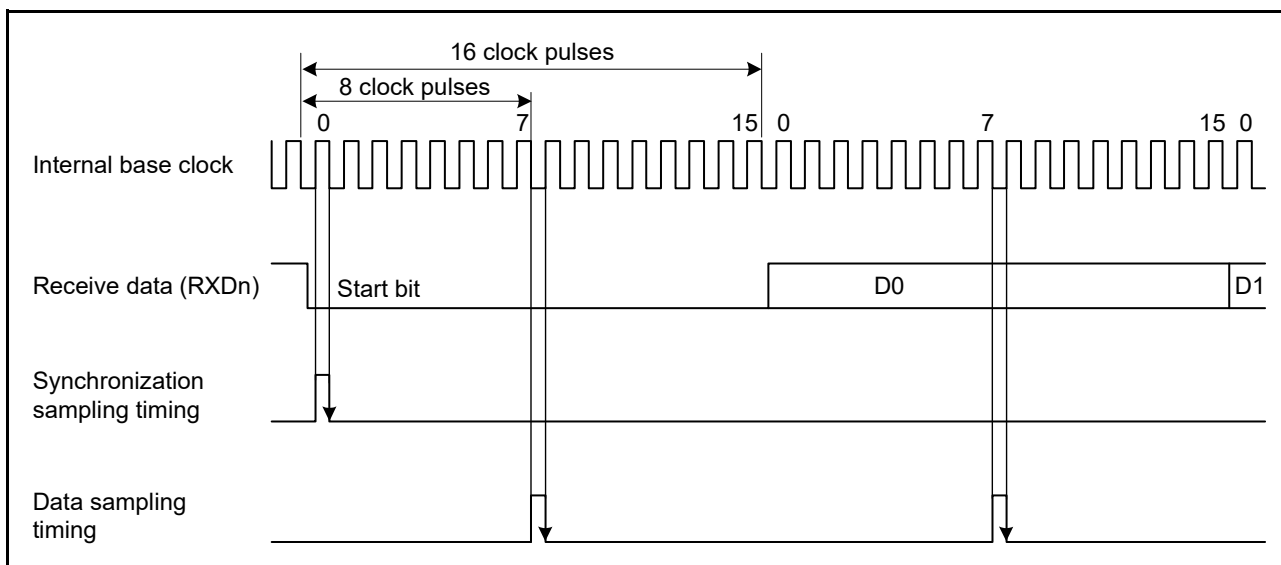 16 clock pulses
8 clock pulses
0 7 15 0 7 15 0
Internal base clock
Receive data (RXDn) Start bit D0 D1
Synchronization
sampling timing
Data sampling
timing